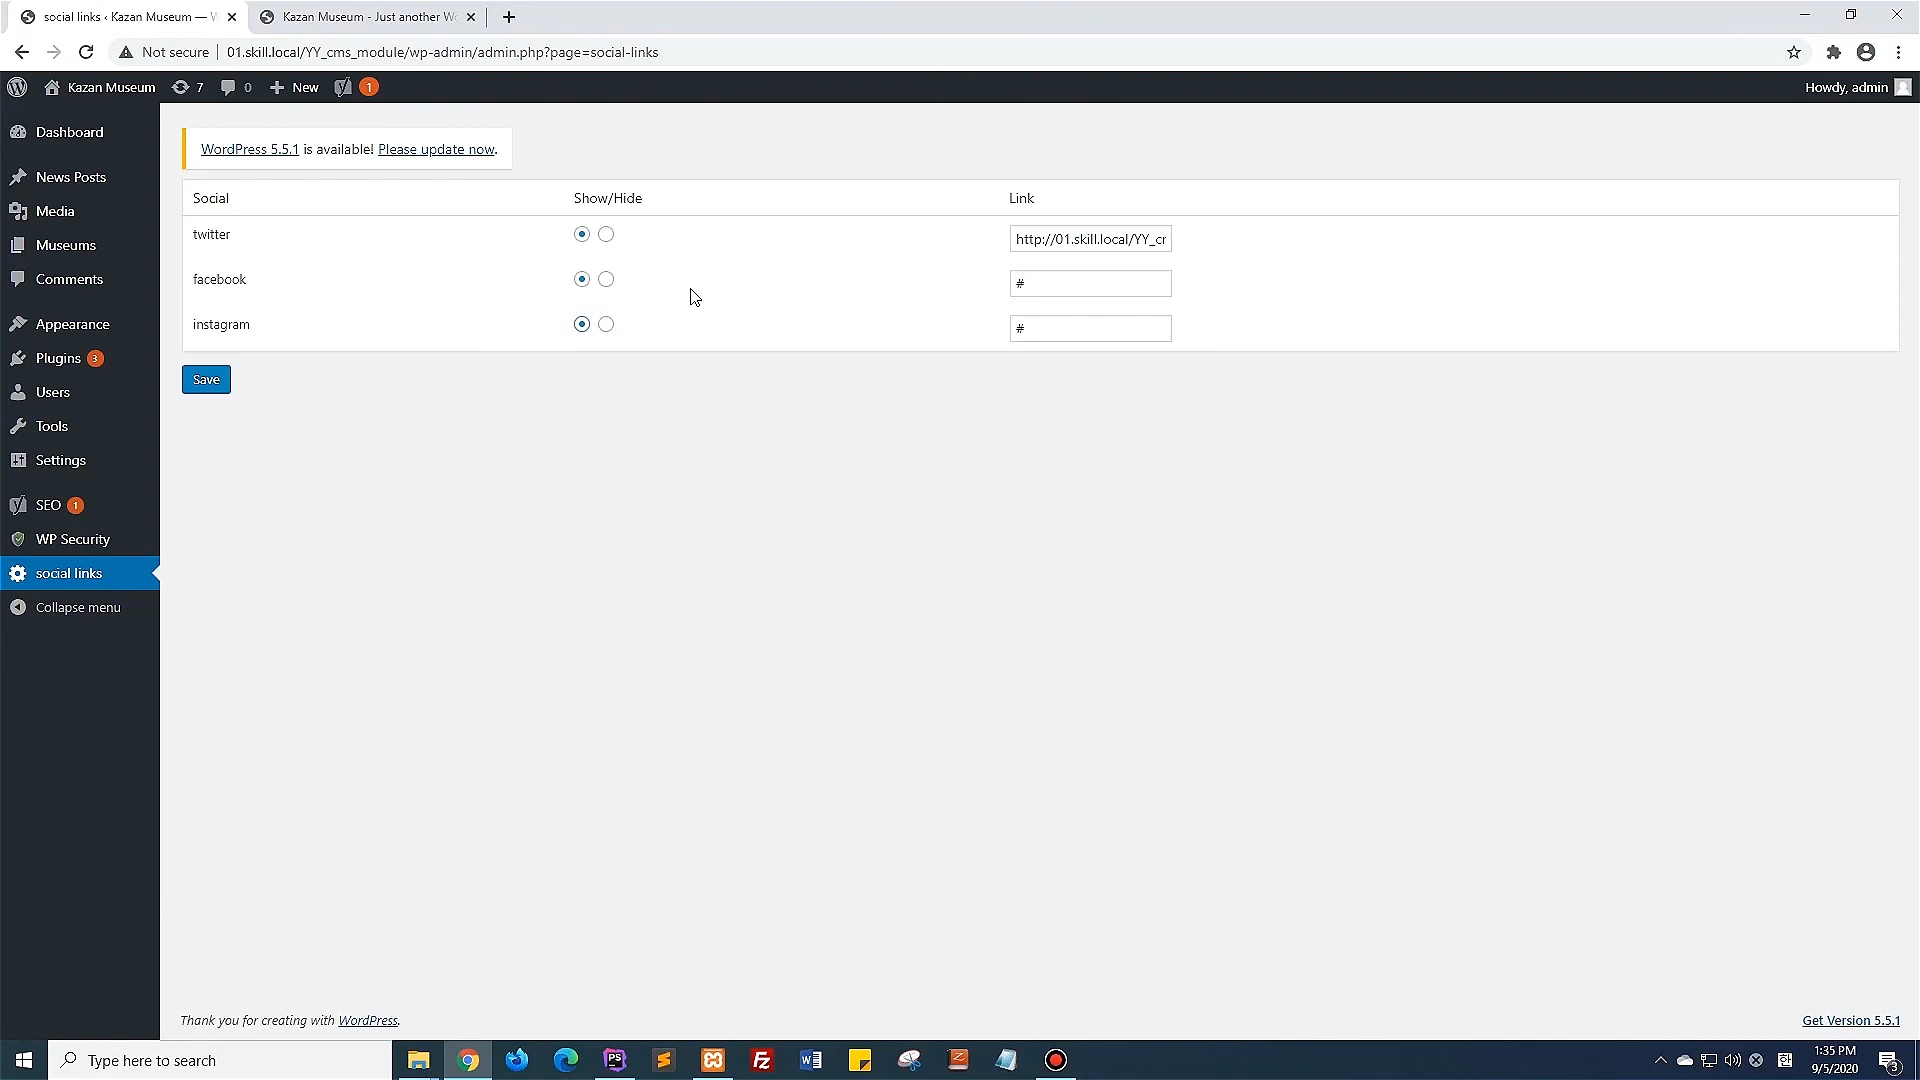 social links ‹ Kazan Museum — W
Kazan Museum - Just another Wo
Not secure
01.skill.local/YY_cms_module/wp-admin/admin.php?page=social-links
Kazan Museum
7
0
New
1
Howdy, admin
Dashboard
News Posts
Media
Museums
Comments
Appearance
Plugins 3
Users
Tools
Settings
SEO 1
WP Security
social links
Collapse menu
WordPress 5.5.1 is available! Please update now.
Social Show/Hide Link
twitter http://01.skill.local/YY_cr
facebook #
instagram #
Save
Thank you for creating with WordPress.
Get Version 5.5.1
Type here to search
PS
1:35 PM
9/5/2020
3